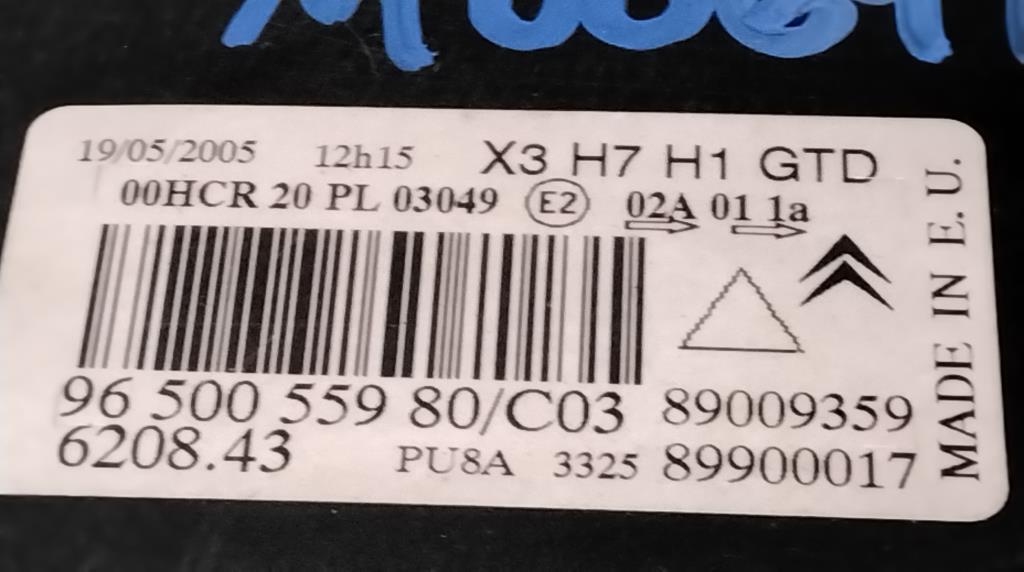 19/05/2005 12h15 X3 H7 H1 GTD
00HCR 20 PL 03049 E2 02A 01 1a
96 500 559 80/C03 89009359
6208.43 PU8A 3325 89900017
MADE IN E.U.